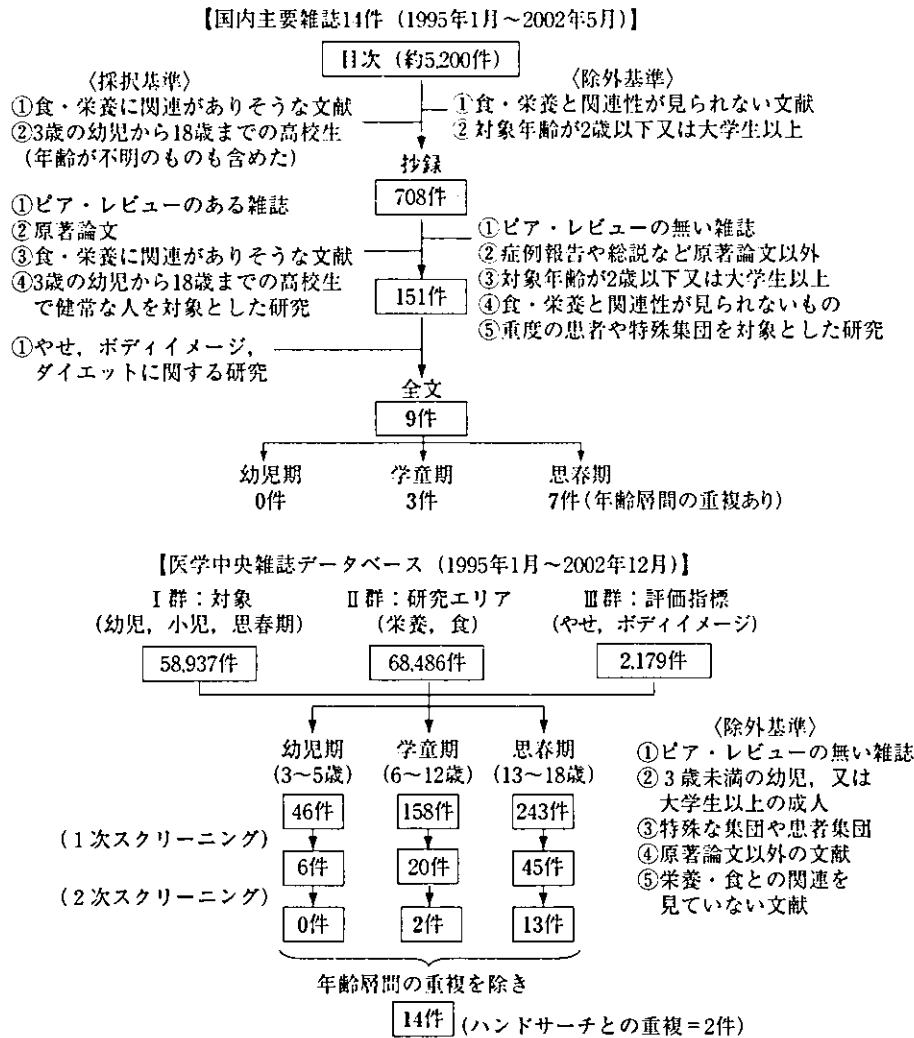 【国内主要雑誌14件（1995年1月～2002年5月）】
目次（約5,200件）
〈採択基準〉
①食・栄養に関連がありそうな文献
②3歳の幼児から18歳までの高校生
（年齢が不明のものも含めた）
〈除外基準〉
①食・栄養と関連性が見られない文献
②対象年齢が2歳以下又は大学生以上
抄録
708件
①ピア・レビューのある雑誌
②原著論文
③食・栄養に関連がありそうな文献
④3歳の幼児から18歳までの高校生
で健常な人を対象とした研究
①ピア・レビューの無い雑誌
②症例報告や総説など原著論文以外
③対象年齢が2歳以下又は大学生以上
④食・栄養と関連性が見られないもの
⑤重度の患者や特殊集団を対象とした研究
151件
①やせ，ボディイメージ，
ダイエットに関する研究
全文
9件
幼児期
0件
学童期
3件
思春期
7件（年齢層間の重複あり）
【医学中央雑誌データベース（1995年1月～2002年12月）】
Ⅰ群：対象
（幼児，小児，思春期）
58,937件
Ⅱ群：研究エリア
（栄養，食）
68,486件
Ⅲ群：評価指標
（やせ，ボディイメージ）
2,179件
幼児期
（3～5歳）
学童期
（6～12歳）
思春期
（13～18歳）
46件
158件
243件
（1次スクリーニング）
6件
20件
45件
（2次スクリーニング）
0件
2件
13件
〈除外基準〉
①ピア・レビューの無い雑誌
②3歳未満の幼児，又は
大学生以上の成人
③特殊な集団や患者集団
④原著論文以外の文献
⑤栄養・食との関連を
見ていない文献
年齢層間の重複を除き
14件（ハンドサーチとの重複＝2件）